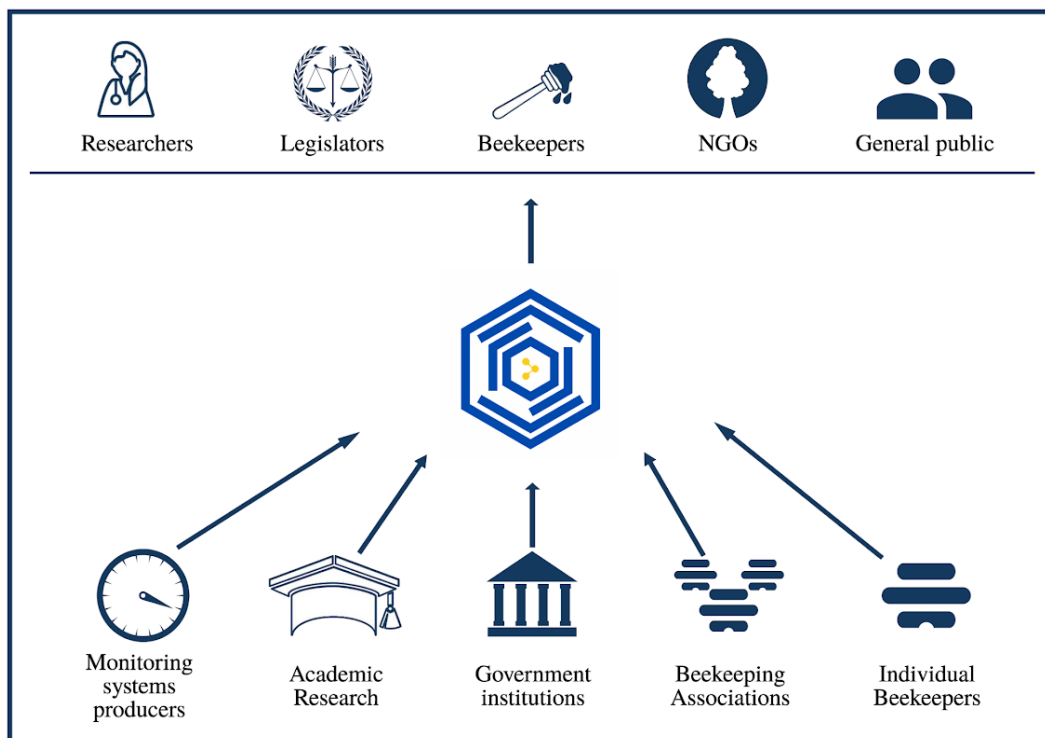 Researchers
Legislators
Beekeepers
NGOs
General public
Monitoring
systems
producers
Academic
Research
Government
institutions
Beekeeping
Associations
Individual
Beekeepers